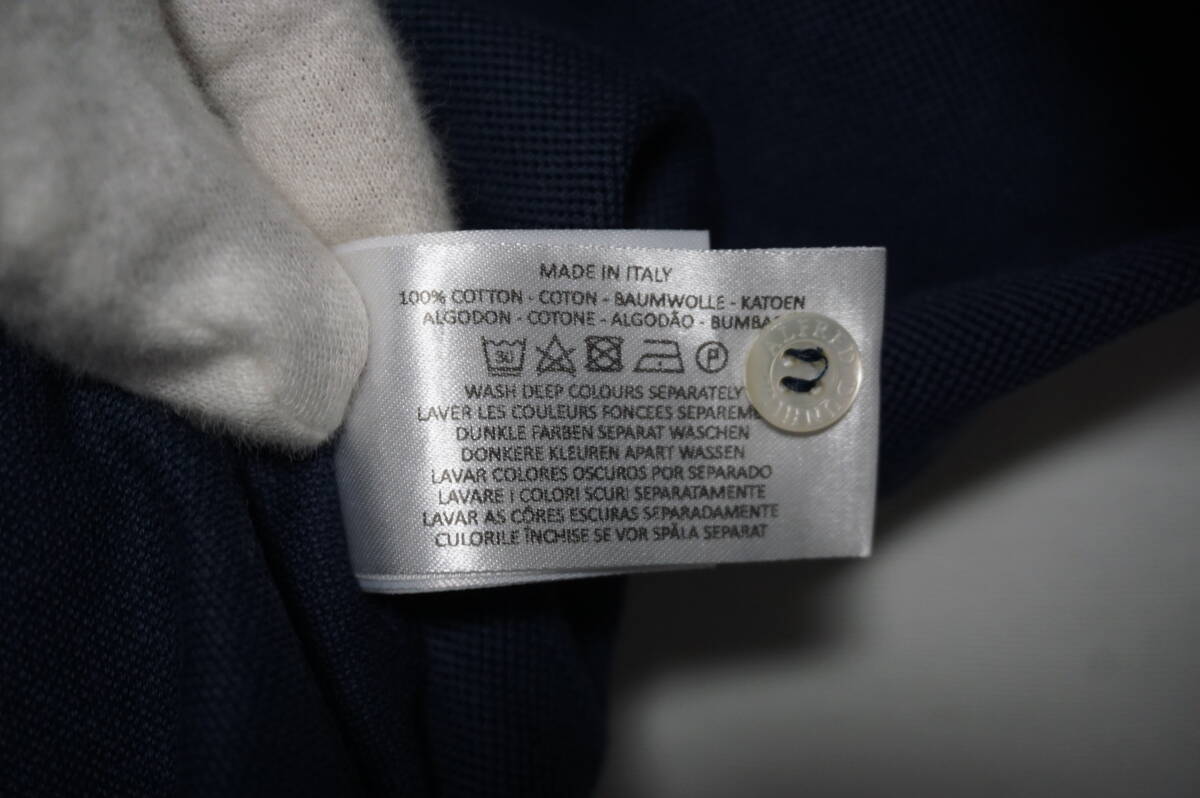 MADE IN ITALY
100% COTTON - COTON - BAUMWOLLE - KATOEN
ALGODON - COTONE - ALGODÃO -
30
P
WASH DEEP COLOURS SEPARATELY
LAVER LES COULEURS FONCEES
DUNKLE FARBEN SEPARAT WASCHEN
DONKERE KLEUREN APART WASSEN
LAVAR COLORES OSCUROS POR SEPARADO
LAVARE I COLORI SCURI SEPARATAMENTE
LAVAR AS CÔRES ESCURAS SEPARADAMENTE
CULORILE ÎNCHISE SE VOR SPĂLA SEPARAT